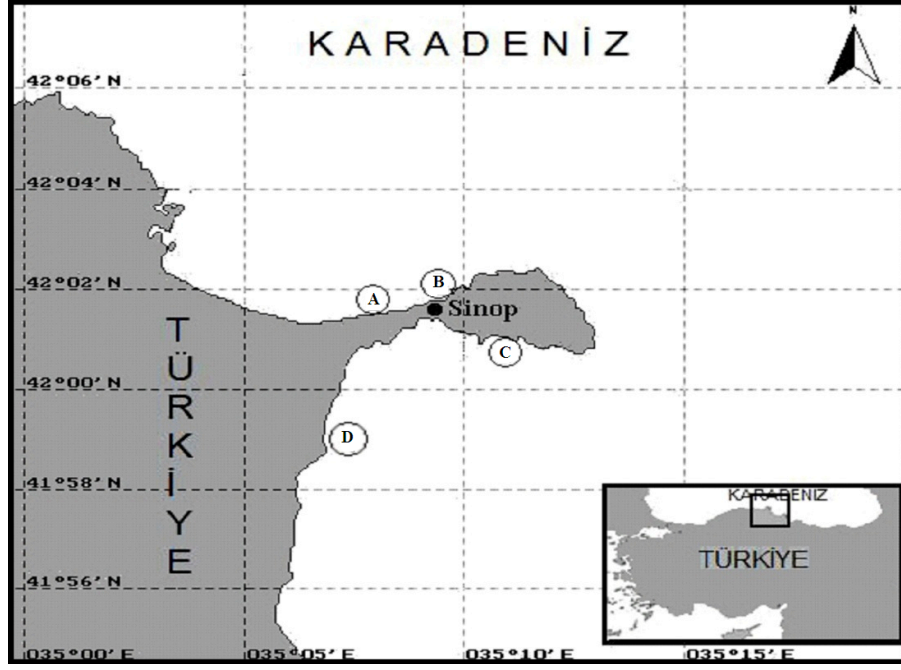 KARADENİZ
N
42°06' N
42°04' N
42°02' N
B
A
Sinop
C
TÜRKİYE
42°00' N
D
41°58' N
KARADENİZ
TÜRKİYE
41°56' N
035°00' E
035°05' E
035°10' E
035°15' E